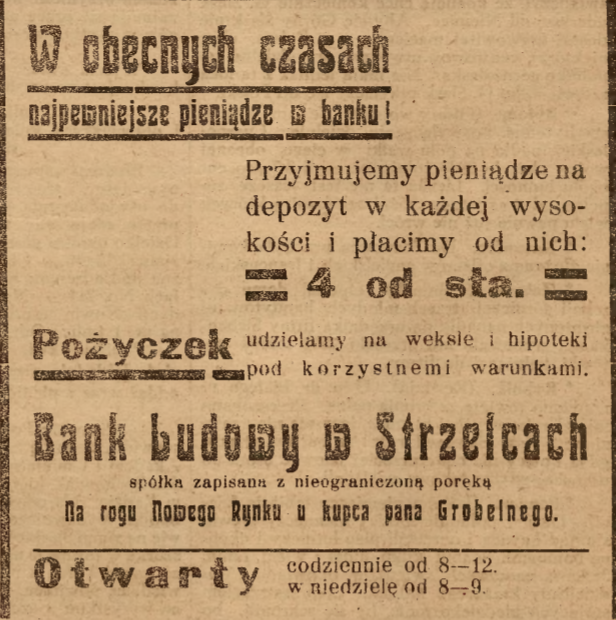 W obecnych czasach
najpewniejsze pieniądze w banku!
Przyjmujemy pieniądze na
depozyt w każdej wyso-
kości i płacimy od nich:
4 od sta.
Pożyczek udzielamy na weksle i hipoteki
pod korzystnemi warunkami.
Bank Ludowy w Strzelcach
spółka zapisana z nieograniczoną poręką
Na rogu Nowego Rynku u kupca pana Grobelnego.
Otwarty codziennie od 8—12.
w niedzielę od 8—9.